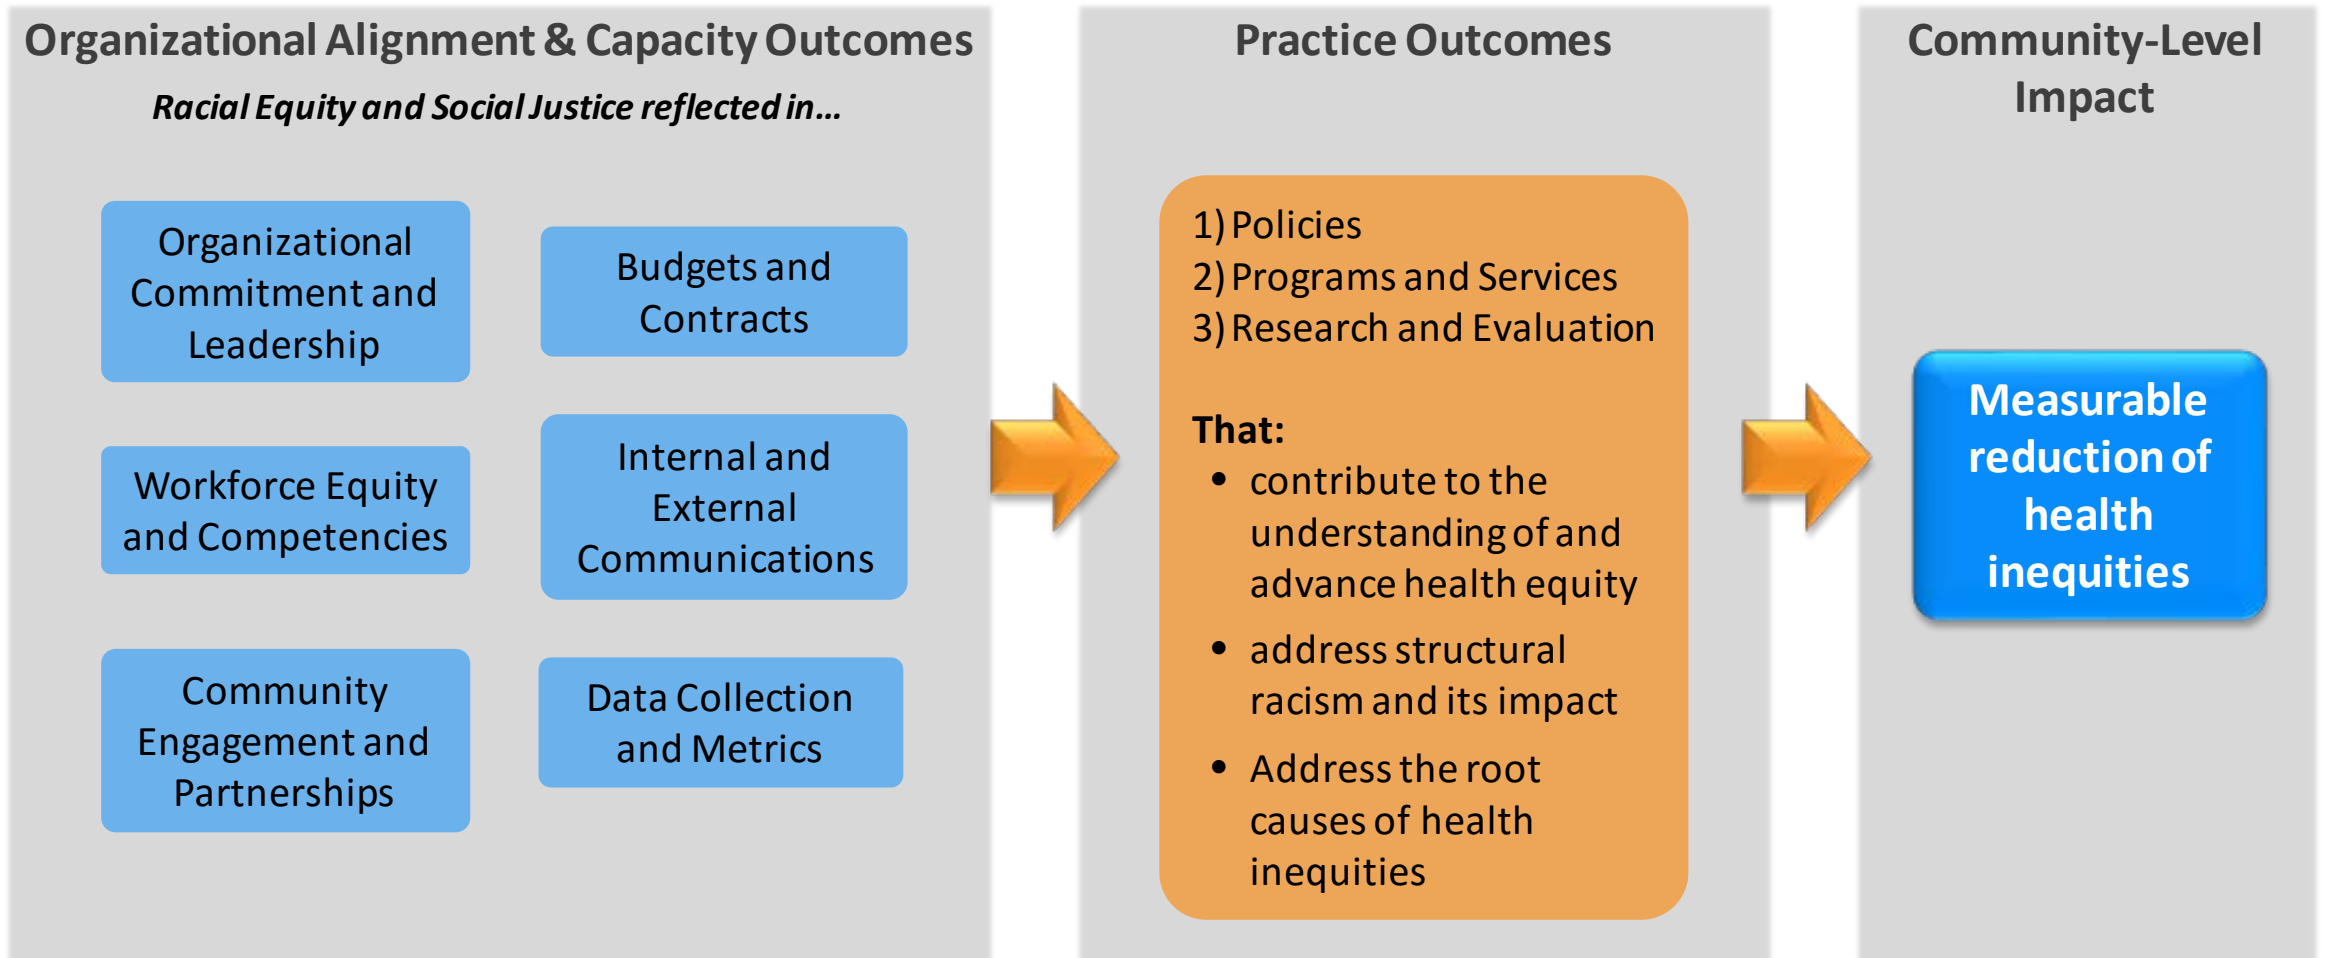 Organizational Alignment & Capacity Outcomes
Racial Equity and Social Justice reflected in...
Organizational
Commitment and
Leadership
Budgets and
Contracts
Workforce Equity
and Competencies
Internal and
External
Communications
Community
Engagement and
Partnerships
Data Collection
and Metrics
Practice Outcomes
1) Policies
2) Programs and Services
3) Research and Evaluation
That:
• contribute to the
understanding of and
advance health equity
• address structural
racism and its impact
• Address the root
causes of health
inequities
Community-Level
Impact
Measurable
reduction of
health
inequities